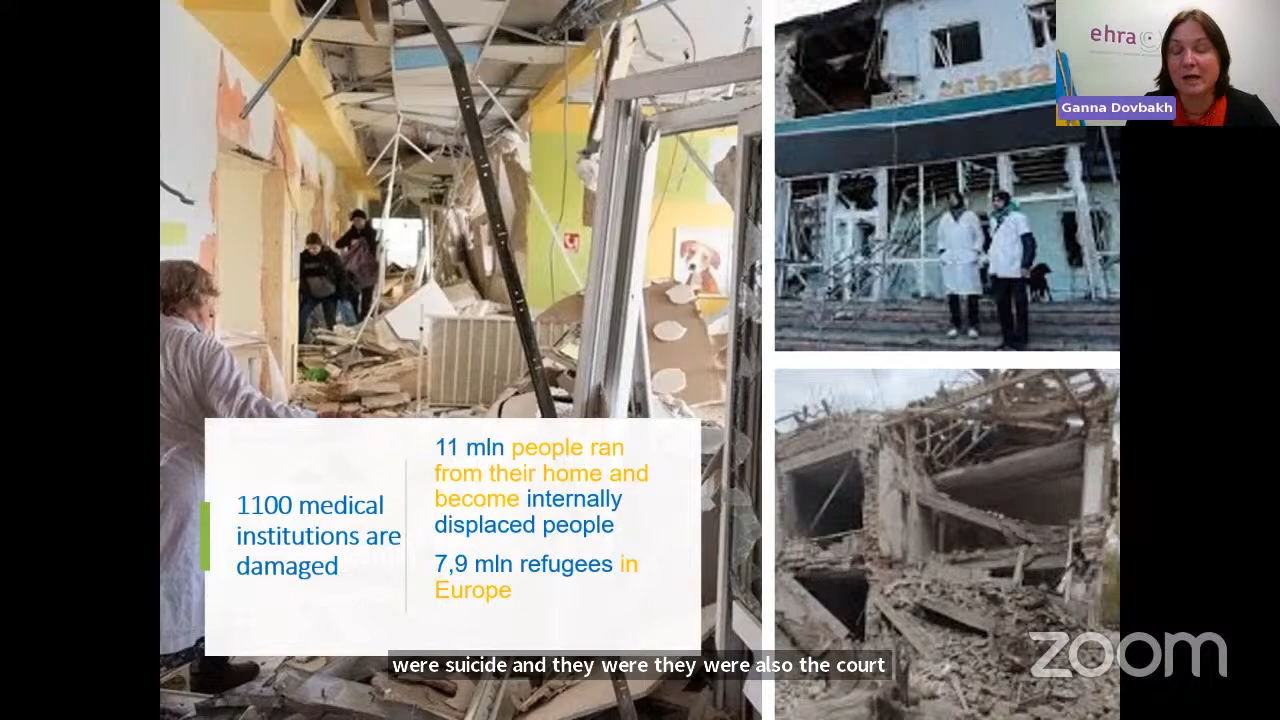 ehra
Ganna Dovbakh
1100 medical
institutions are
damaged
11 mln people ran
from their home and
become internally
displaced people
7,9 mln refugees in
Europe
were suicide and they were they were also the court
zoom